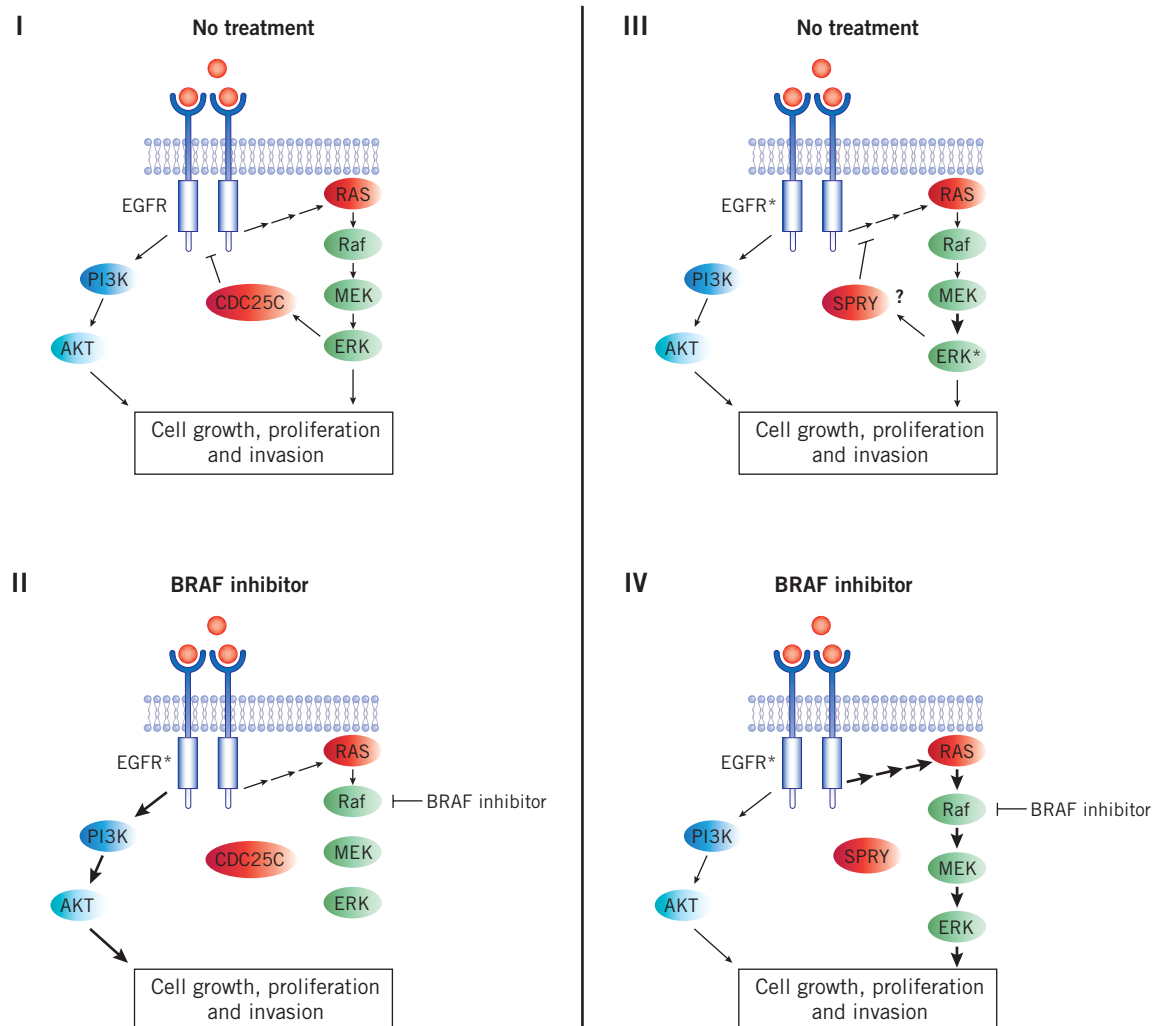 I
No treatment
EGFR
RAS
Raf
PI3K
CDC25C
MEK
AKT
ERK
Cell growth, proliferation
and invasion
II
BRAF inhibitor
EGFR*
RAS
Raf
BRAF inhibitor
PI3K
CDC25C
MEK
AKT
ERK
Cell growth, proliferation
and invasion
III
No treatment
EGFR*
RAS
Raf
PI3K
SPRY
?
MEK
AKT
ERK*
Cell growth, proliferation
and invasion
IV
BRAF inhibitor
EGFR*
RAS
Raf
BRAF inhibitor
PI3K
SPRY
MEK
AKT
ERK
Cell growth, proliferation
and invasion